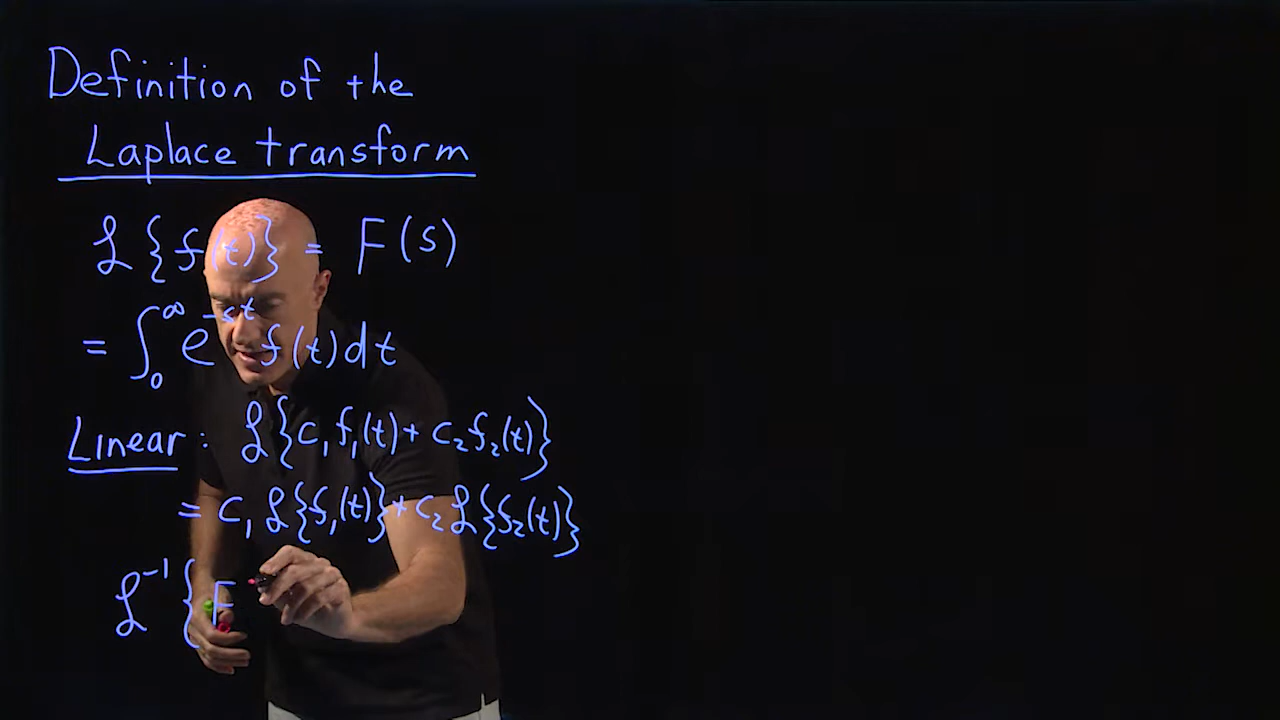 Definition of the
Laplace transform
ℒ{f(t)} = F(s)
= ∫₀^∞ e^{-st} f(t)dt
Linear: ℒ{c₁f₁(t)+c₂f₂(t)}
= c₁ℒ{f₁(t)}+c₂ℒ{f₂(t)}
ℒ⁻¹{F